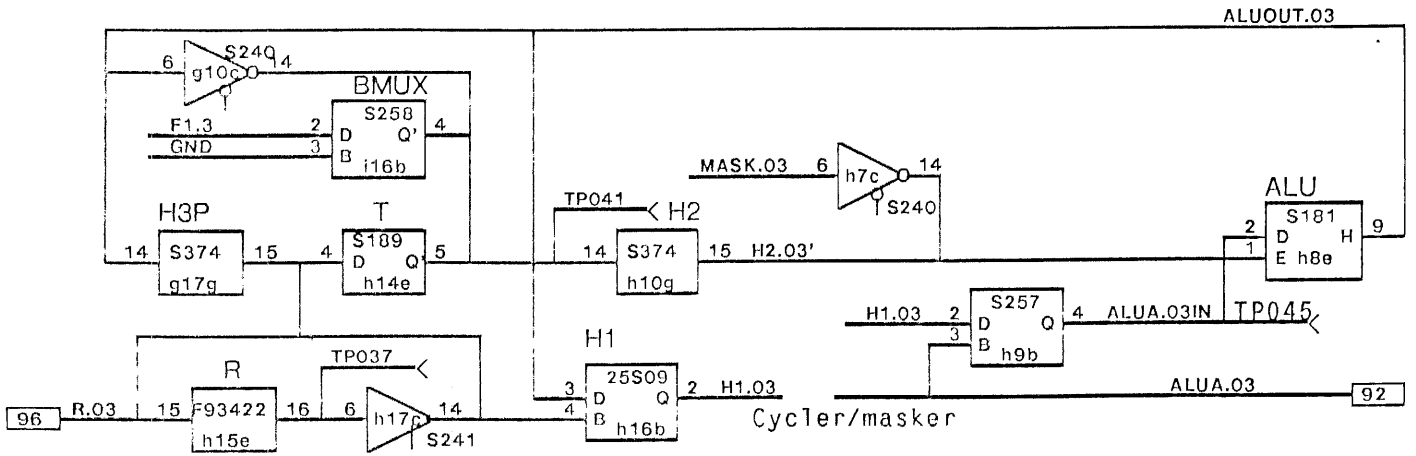 ALUOUT.03
S240
6 g10c 14
BMUX
S258
F1.3 2 D Q' 4
GND 3 B
i16b
MASK.03 6 h7c 14
S240
TP041
H3P T H2 ALU
S181
2 D H 9
1 E h8e
14 S374 15
g17g
S189
4 D Q' 5
h14e
14 S374 15 H2.03'
h10g
S257
H1.03 2 D Q 4 ALUA.03IN TP045
3 B
h9b
R TP037 H1
25S09
3 D Q 2 H1.03
4 B
h16b
ALUA.03 92
Cycler/masker
96 R.03 15 F93422 16 6 h17c 14
h15e
S241